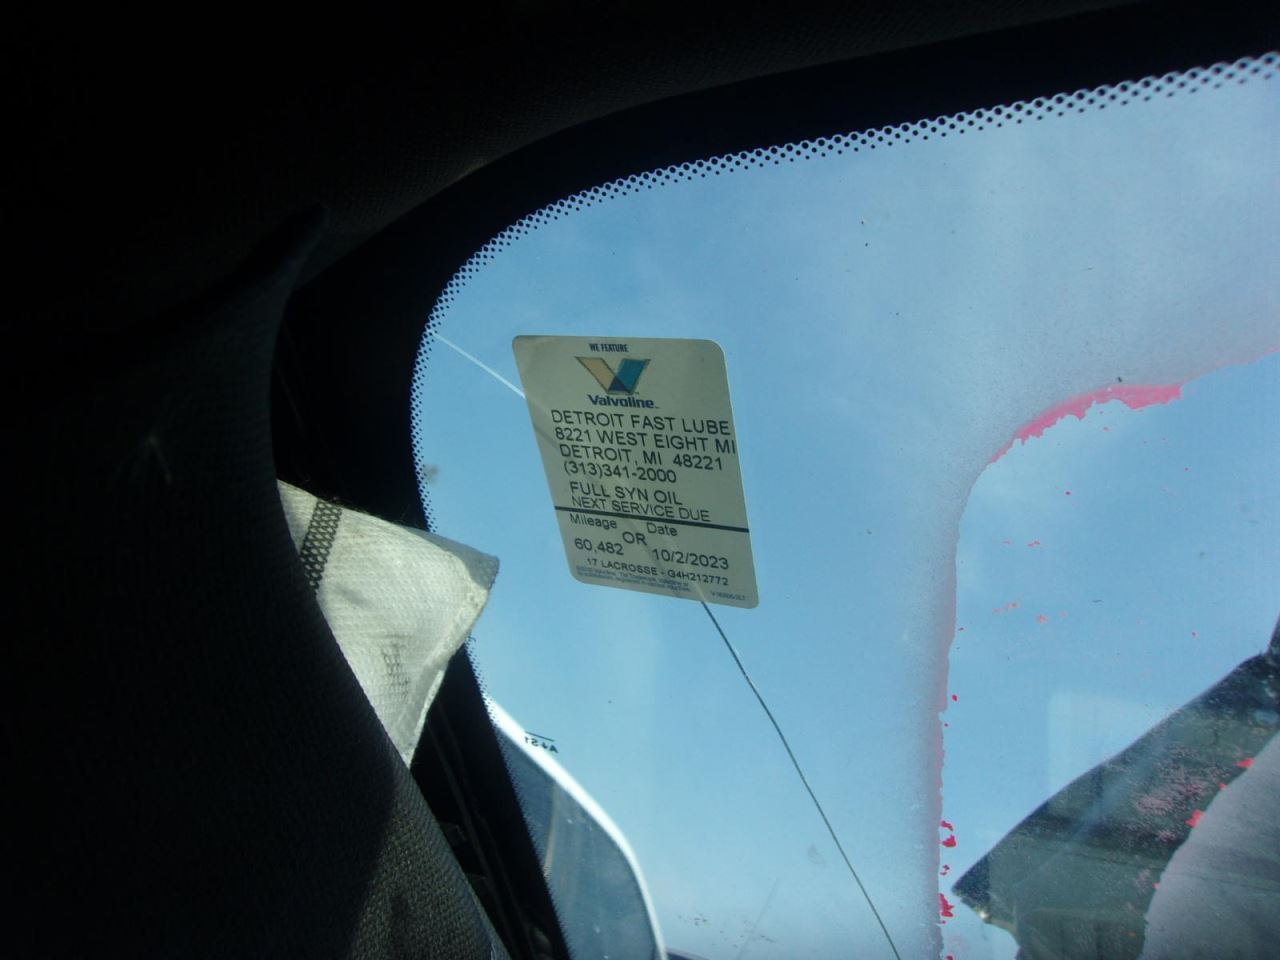 WE FEATURE
Valvoline™
DETROIT FAST LUBE
8221 WEST EIGHT MI
DETROIT, MI 48221
(313)341-2000
FULL SYN OIL
NEXT SERVICE DUE
Mileage OR Date
60,482 10/2/2023
17 LACROSSE - G4H212772